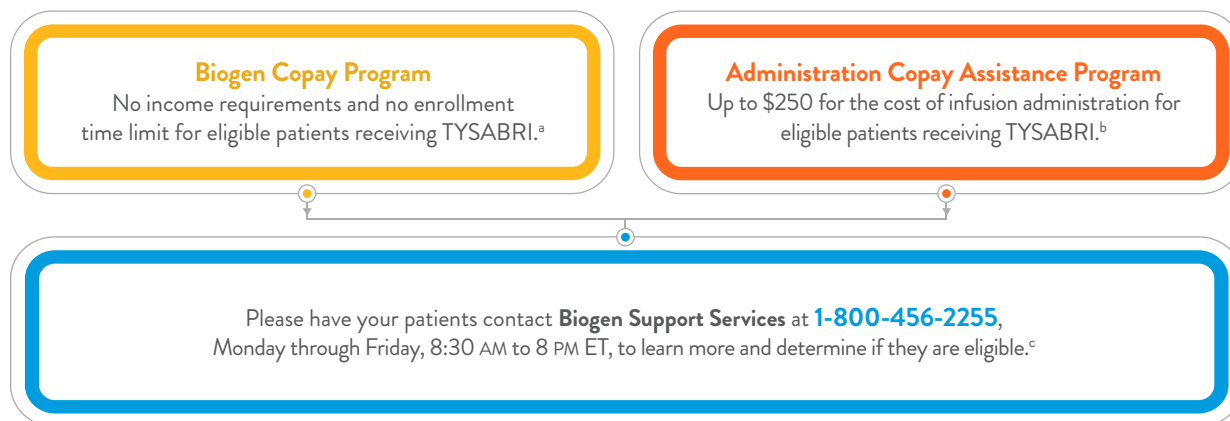 Biogen Copay Program
No income requirements and no enrollment
time limit for eligible patients receiving TYSABRI.ᵃ
Administration Copay Assistance Program
Up to $250 for the cost of infusion administration for
eligible patients receiving TYSABRI.ᵇ
Please have your patients contact Biogen Support Services at 1-800-456-2255,
Monday through Friday, 8:30 AM to 8 PM ET, to learn more and determine if they are eligible.ᶜ